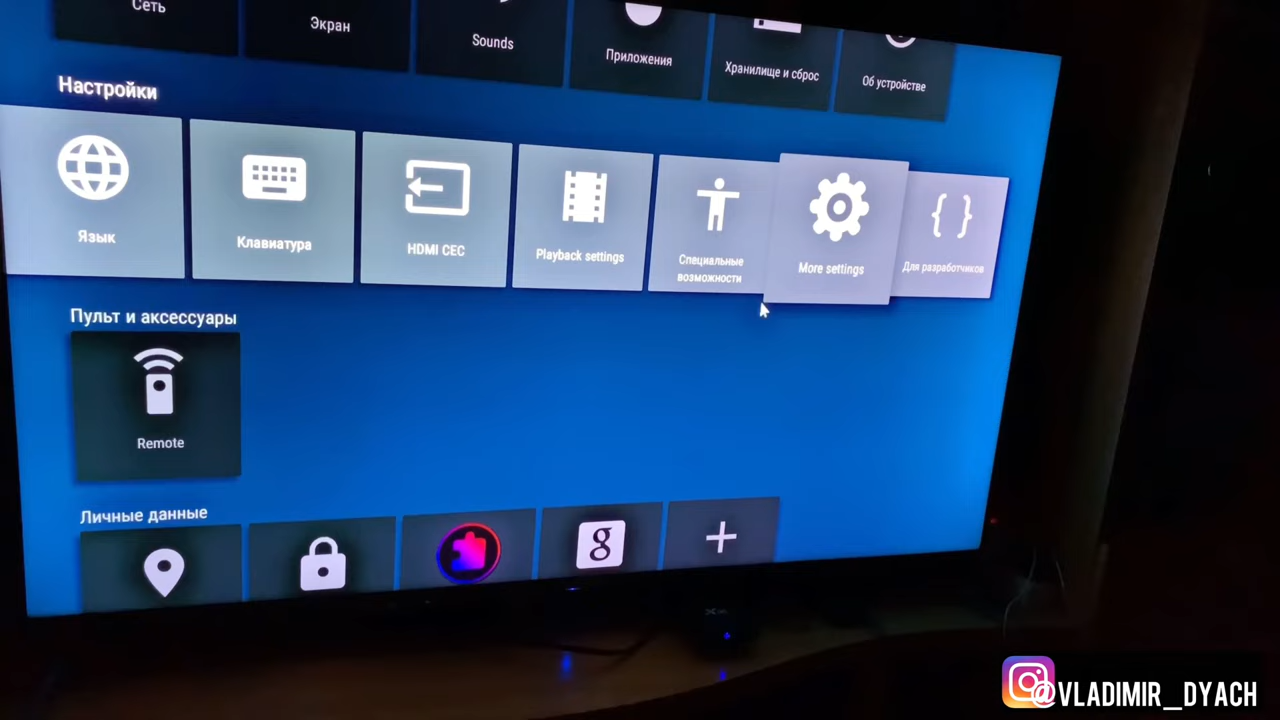 Сеть
Экран
Sounds
Приложения
Хранилище и сброс
Об устройстве
Настройки
Язык
Клавиатура
HDMI CEC
Playback settings
Специальные
возможности
More settings
Для разработчиков
Пульт и аксессуары
Remote
Личные данные
g
@VLADIMIR_DYACH